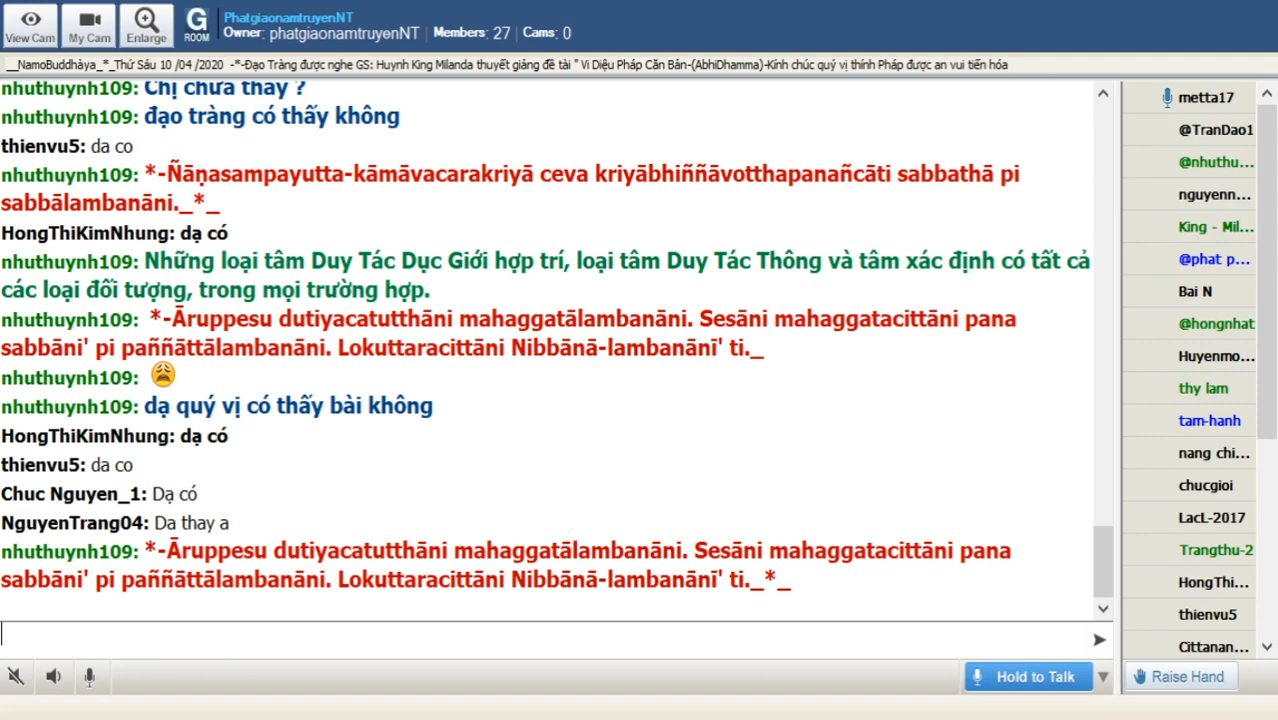 View Cam
My Cam
Enlarge
G
ROOM
PhatgiaonamtruyenNT
Owner: phatgiaonamtruyenNT | Members: 27 | Cams: 0
__NamoBuddhàya_*_Thứ Sáu 10 /04 /2020 -*-Đạo Tràng được nghe GS: Huynh King Milanda thuyết giảng đề tài " Vi Diệu Pháp Căn Bản-(AbhiDhamma)-Kính chúc quý vị thính Pháp được an vui tiến hóa
nhuthuynh109: Chị chưa thấy ?
nhuthuynh109: đạo tràng có thấy không
thienvu5: da co
nhuthuynh109: *-Ñāṇasampayutta-kāmāvacarakriyā ceva kriyābhiññāvotthapanañcāti sabbathā pi
sabbālambanāni._*_
HongThiKimNhung: dạ có
nhuthuynh109: Những loại tâm Duy Tác Dục Giới hợp trí, loại tâm Duy Tác Thông và tâm xác định có tất cả
các loại đối tượng, trong mọi trường hợp.
nhuthuynh109: *-Āruppesu dutiyacatutthāni mahaggatālambanāni. Sesāni mahaggatacittāni pana
sabbāni' pi paññāttālambanāni. Lokuttaracittāni Nibbānā-lambanānī' ti._
nhuthuynh109:
nhuthuynh109: dạ quý vị có thấy bài không
HongThiKimNhung: dạ có
thienvu5: da co
Chuc Nguyen_1: Dạ có
NguyenTrang04: Da thay a
nhuthuynh109: *-Āruppesu dutiyacatutthāni mahaggatālambanāni. Sesāni mahaggatacittāni pana
sabbāni' pi paññāttālambanāni. Lokuttaracittāni Nibbānā-lambanānī' ti._*_
metta17
@TranDao1
@nhuthu...
nguyenn...
King - Mil...
@phat p...
Bai N
@hongnhat
Huyenmo...
thy lam
tam-hanh
nang chi...
chucgioi
LacL-2017
Trangthu-2
HongThi...
thienvu5
Cittanan...
Hold to Talk
Raise Hand